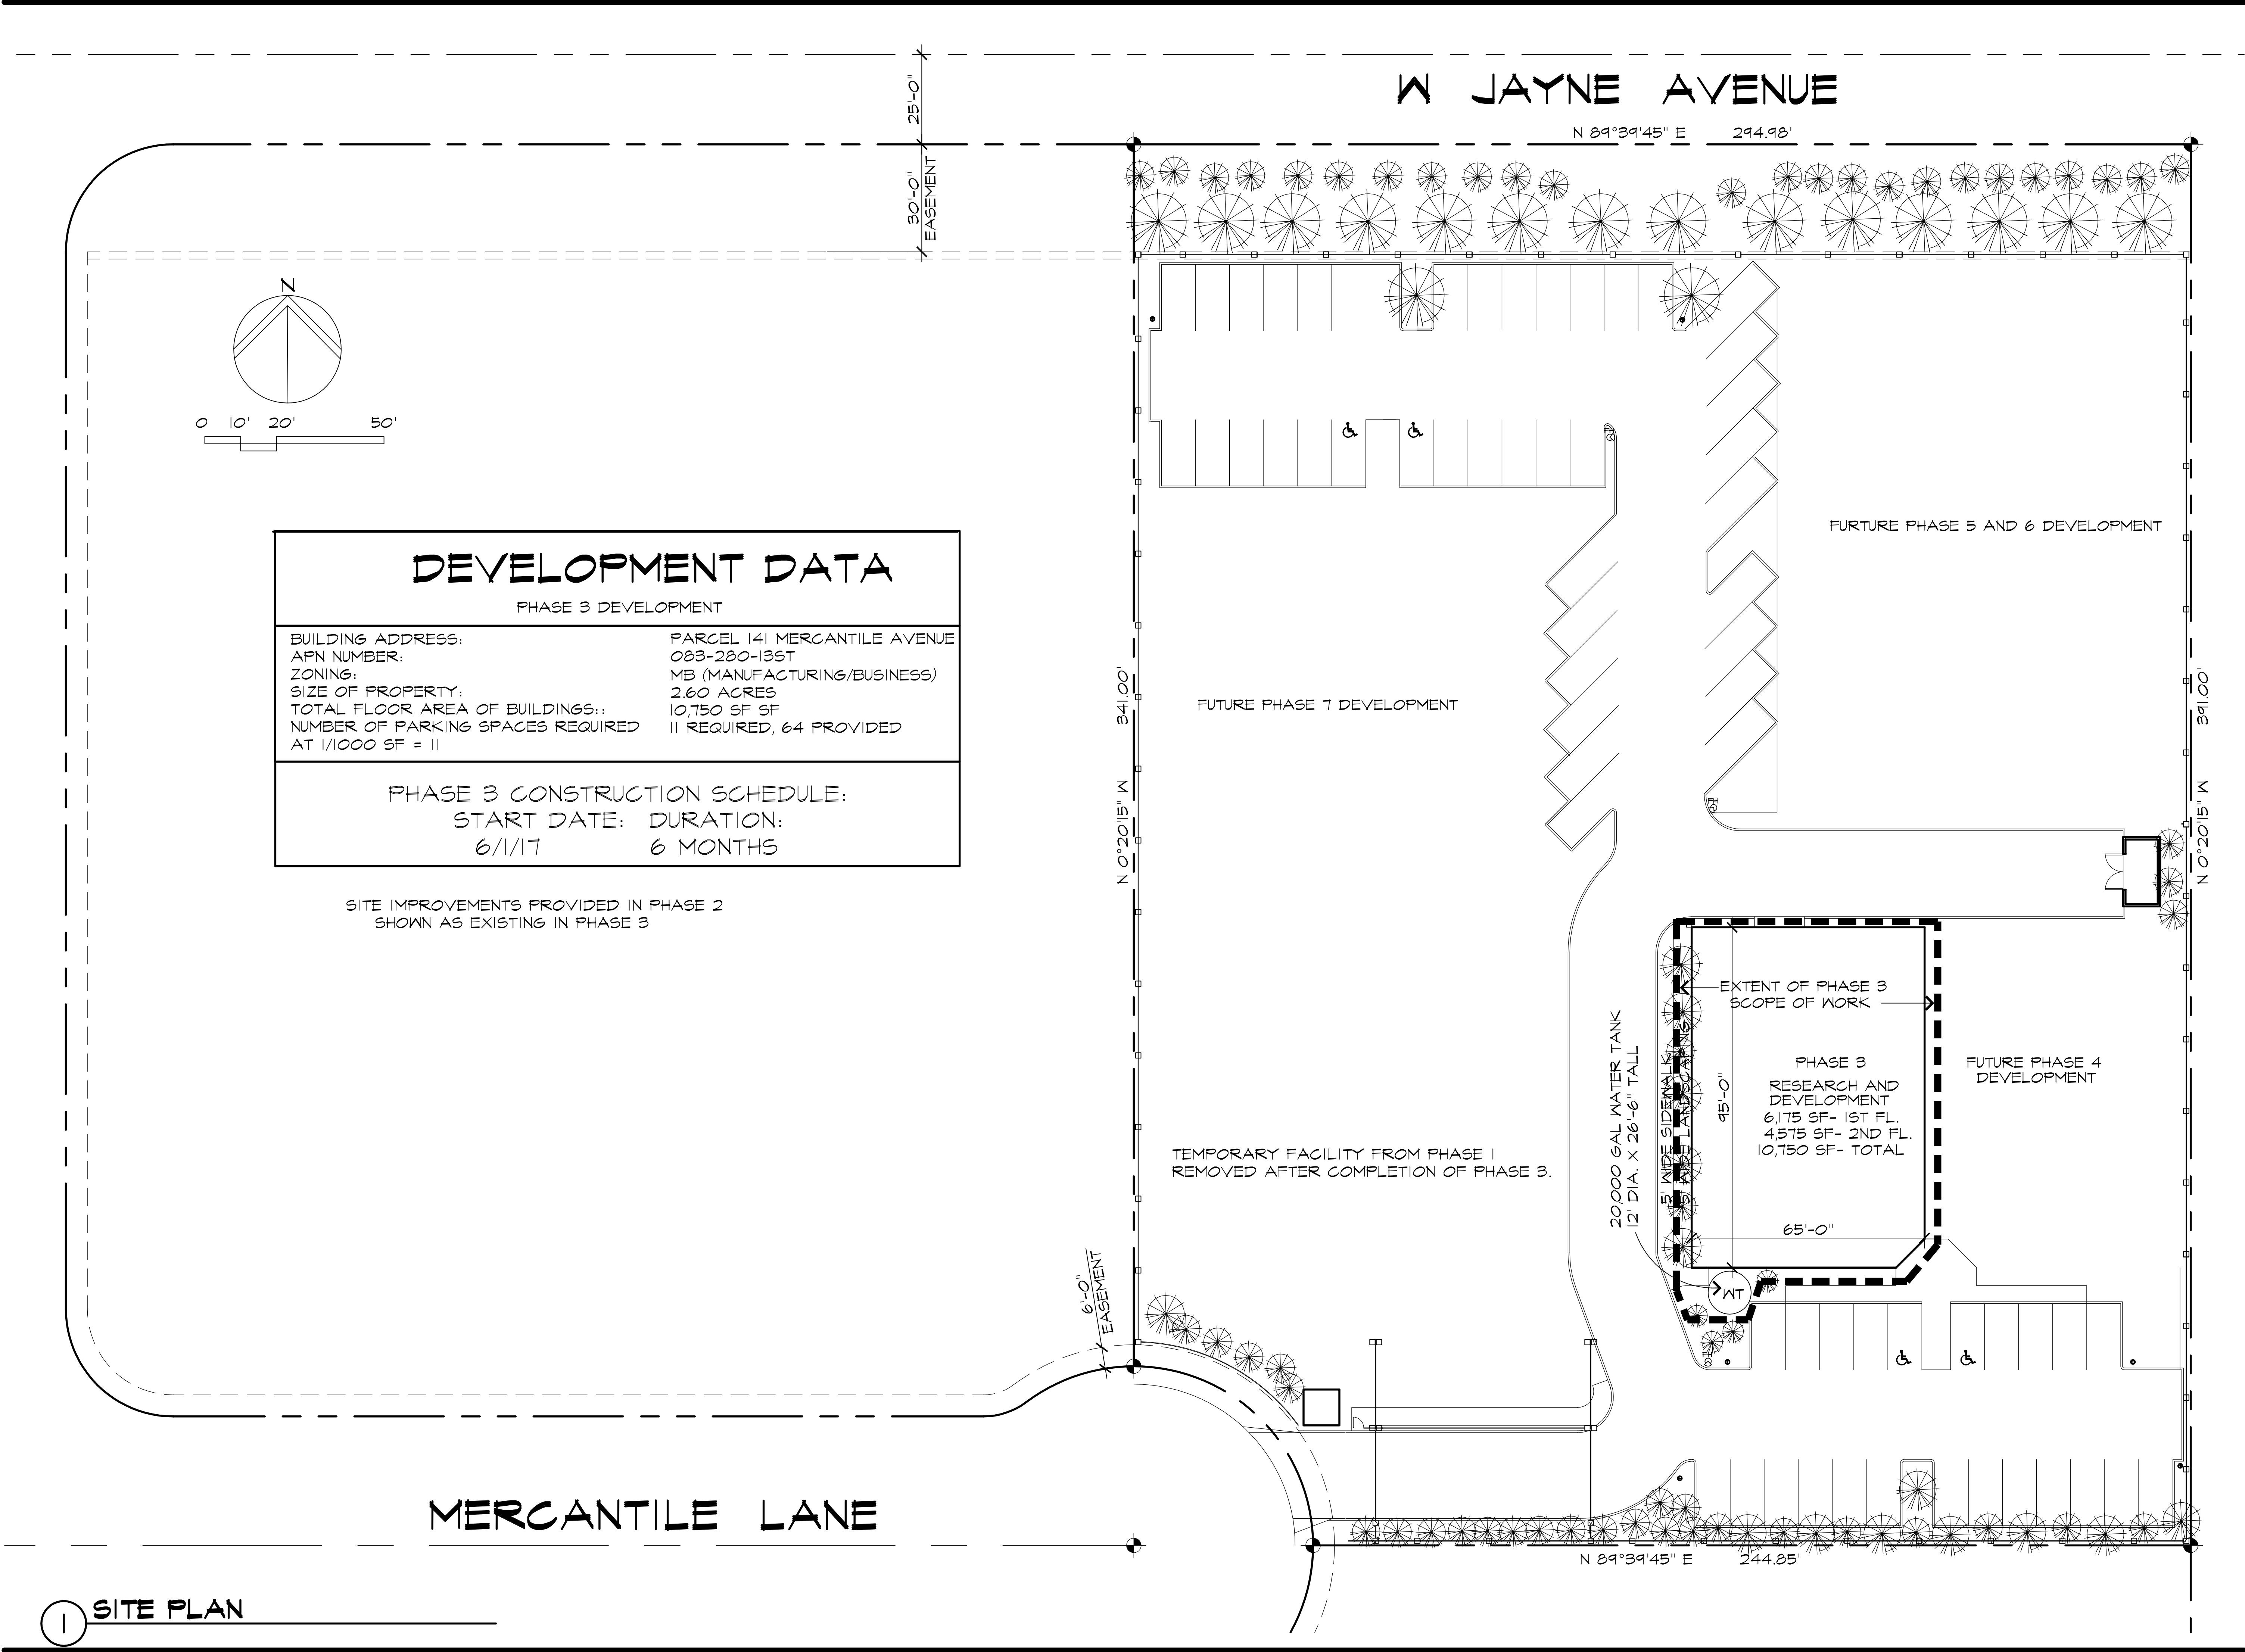 W JAYNE AVENUE
N 89°39'45" E 294.98'
25'-0"
30'-0"
EASEMENT
N
0 10' 20' 50'
DEVELOPMENT DATA
PHASE 3 DEVELOPMENT
BUILDING ADDRESS: PARCEL 141 MERCANTILE AVENUE
APN NUMBER: 083-280-13ST
ZONING: MB (MANUFACTURING/BUSINESS)
SIZE OF PROPERTY: 2.60 ACRES
TOTAL FLOOR AREA OF BUILDINGS:: 10,750 SF SF
NUMBER OF PARKING SPACES REQUIRED 11 REQUIRED, 64 PROVIDED
AT 1/1000 SF = 11
PHASE 3 CONSTRUCTION SCHEDULE:
START DATE: DURATION:
6/1/17 6 MONTHS
SITE IMPROVEMENTS PROVIDED IN PHASE 2
SHOWN AS EXISTING IN PHASE 3
FURTURE PHASE 5 AND 6 DEVELOPMENT
FUTURE PHASE 7 DEVELOPMENT
N 0°20'15" W 341.00'
N 0°20'15" W 391.00'
FH
FH
EXTENT OF PHASE 3
SCOPE OF WORK
PHASE 3
RESEARCH AND
DEVELOPMENT
6,175 SF- 1ST FL.
4,575 SF- 2ND FL.
10,750 SF- TOTAL
95'-0"
65'-0"
FUTURE PHASE 4
DEVELOPMENT
20,000 GAL WATER TANK
12' DIA. X 26'-6" TALL
5' WIDE SIDEWALK
5' WIDE LANDSCAPING
WT
FH
TEMPORARY FACILITY FROM PHASE 1
REMOVED AFTER COMPLETION OF PHASE 3.
6'-0"
EASEMENT
MERCANTILE LANE
N 89°39'45" E 244.85'
1 SITE PLAN